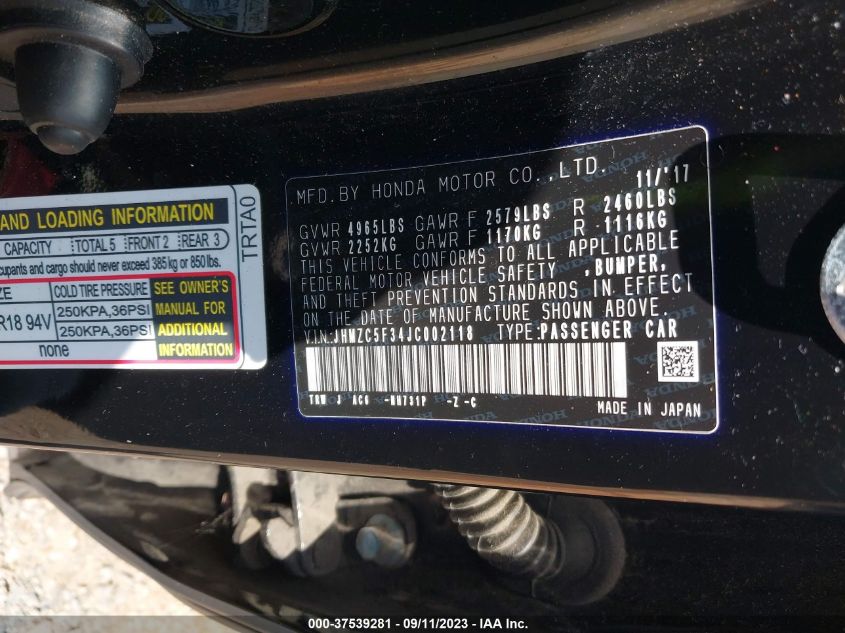 AND LOADING INFORMATION
CAPACITY TOTAL 5 FRONT 2 REAR 3
cupants and cargo should never exceed 385 kg or 850 lbs.
ZE COLD TIRE PRESSURE SEE OWNER'S MANUAL FOR ADDITIONAL INFORMATION
R18 94V 250KPA,36PSI
250KPA,36PSI
none
TRTA0
MFD.BY HONDA MOTOR CO.,LTD. 11/'17
GVWR 4965LBS GAWR F 2579LBS R 2460LBS
GVWR 2252KG GAWR F 1170KG R 1116KG
THIS VEHICLE CONFORMS TO ALL APPLICABLE
FEDERAL MOTOR VEHICLE SAFETY ,BUMPER,
AND THEFT PREVENTION STANDARDS IN EFFECT
ON THE DATE OF MANUFACTURE SHOWN ABOVE.
VIN:JHMZC5F34JC002118 TYPE:PASSENGER CAR
TRW J AC6 -NH731P -Z -C
MADE IN JAPAN
000-37539281 - 09/11/2023 - IAA Inc.